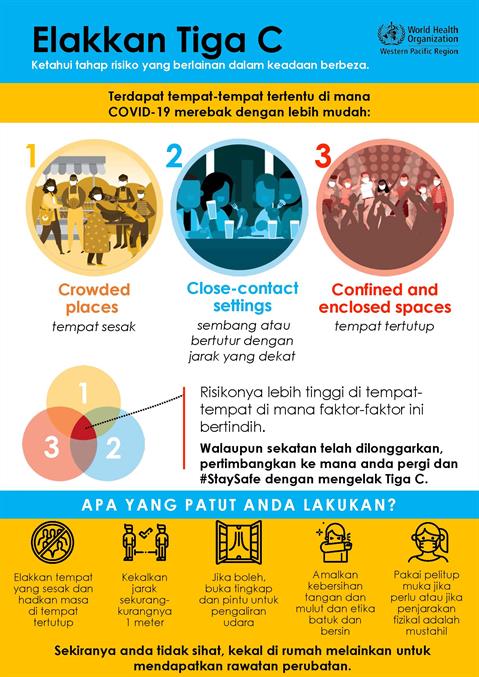 Elakkan Tiga C
Ketahui tahap risiko yang berlainan dalam keadaan berbeza.
World Health
Organization
Western Pacific Region
Terdapat tempat-tempat tertentu di mana
COVID-19 merebak dengan lebih mudah:
1
2
3
Crowded
places
tempat sesak
Close-contact
settings
sembang atau
bertutur dengan
jarak yang dekat
Confined and
enclosed spaces
tempat tertutup
1
3
2
Risikonya lebih tinggi di tempat-
tempat di mana faktor-faktor ini
bertindih.
Walaupun sekatan telah dilonggarkan,
pertimbangkan ke mana anda pergi dan
#StaySafe dengan mengelak Tiga C.
APA YANG PATUT ANDA LAKUKAN?
Elakkan tempat
yang sesak dan
hadkan masa
di tempat
tertutup
Kekalkan
jarak
sekurang-
kurangnya
1 meter
Jika boleh,
buka tingkap
dan pintu untuk
pengaliran
udara
Amalkan
kebersihan
tangan dan
mulut dan etika
batuk dan
bersin
Pakai pelitup
muka jika
perlu atau jika
penjarakan
fizikal adalah
mustahil
Sekiranya anda tidak sihat, kekal di rumah melainkan untuk
mendapatkan rawatan perubatan.